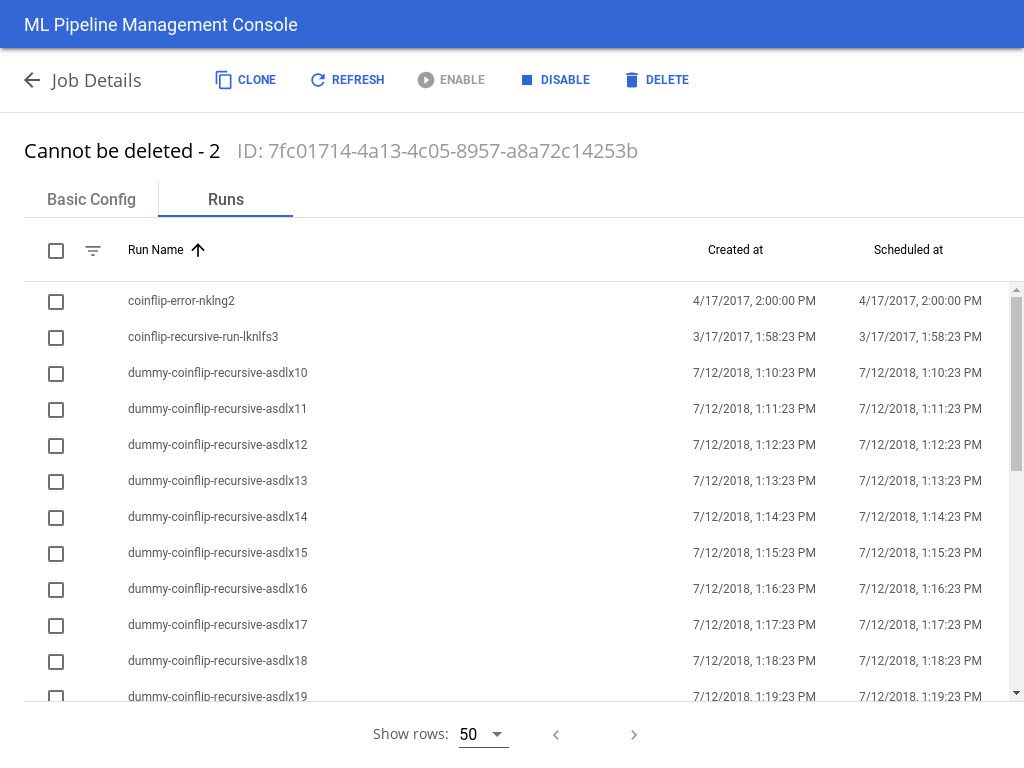 ML Pipeline Management Console
Job Details CLONE REFRESH ENABLE DISABLE DELETE
Cannot be deleted - 2 ID: 7fc01714-4a13-4c05-8957-a8a72c14253b
Basic Config Runs
Run Name Created at Scheduled at
coinflip-error-nklng2 4/17/2017, 2:00:00 PM 4/17/2017, 2:00:00 PM
coinflip-recursive-run-lknlfs3 3/17/2017, 1:58:23 PM 3/17/2017, 1:58:23 PM
dummy-coinflip-recursive-asdlx10 7/12/2018, 1:10:23 PM 7/12/2018, 1:10:23 PM
dummy-coinflip-recursive-asdlx11 7/12/2018, 1:11:23 PM 7/12/2018, 1:11:23 PM
dummy-coinflip-recursive-asdlx12 7/12/2018, 1:12:23 PM 7/12/2018, 1:12:23 PM
dummy-coinflip-recursive-asdlx13 7/12/2018, 1:13:23 PM 7/12/2018, 1:13:23 PM
dummy-coinflip-recursive-asdlx14 7/12/2018, 1:14:23 PM 7/12/2018, 1:14:23 PM
dummy-coinflip-recursive-asdlx15 7/12/2018, 1:15:23 PM 7/12/2018, 1:15:23 PM
dummy-coinflip-recursive-asdlx16 7/12/2018, 1:16:23 PM 7/12/2018, 1:16:23 PM
dummy-coinflip-recursive-asdlx17 7/12/2018, 1:17:23 PM 7/12/2018, 1:17:23 PM
dummy-coinflip-recursive-asdlx18 7/12/2018, 1:18:23 PM 7/12/2018, 1:18:23 PM
dummy-coinflip-recursive-asdlx19 7/12/2018, 1:19:23 PM 7/12/2018, 1:19:23 PM
Show rows: 50